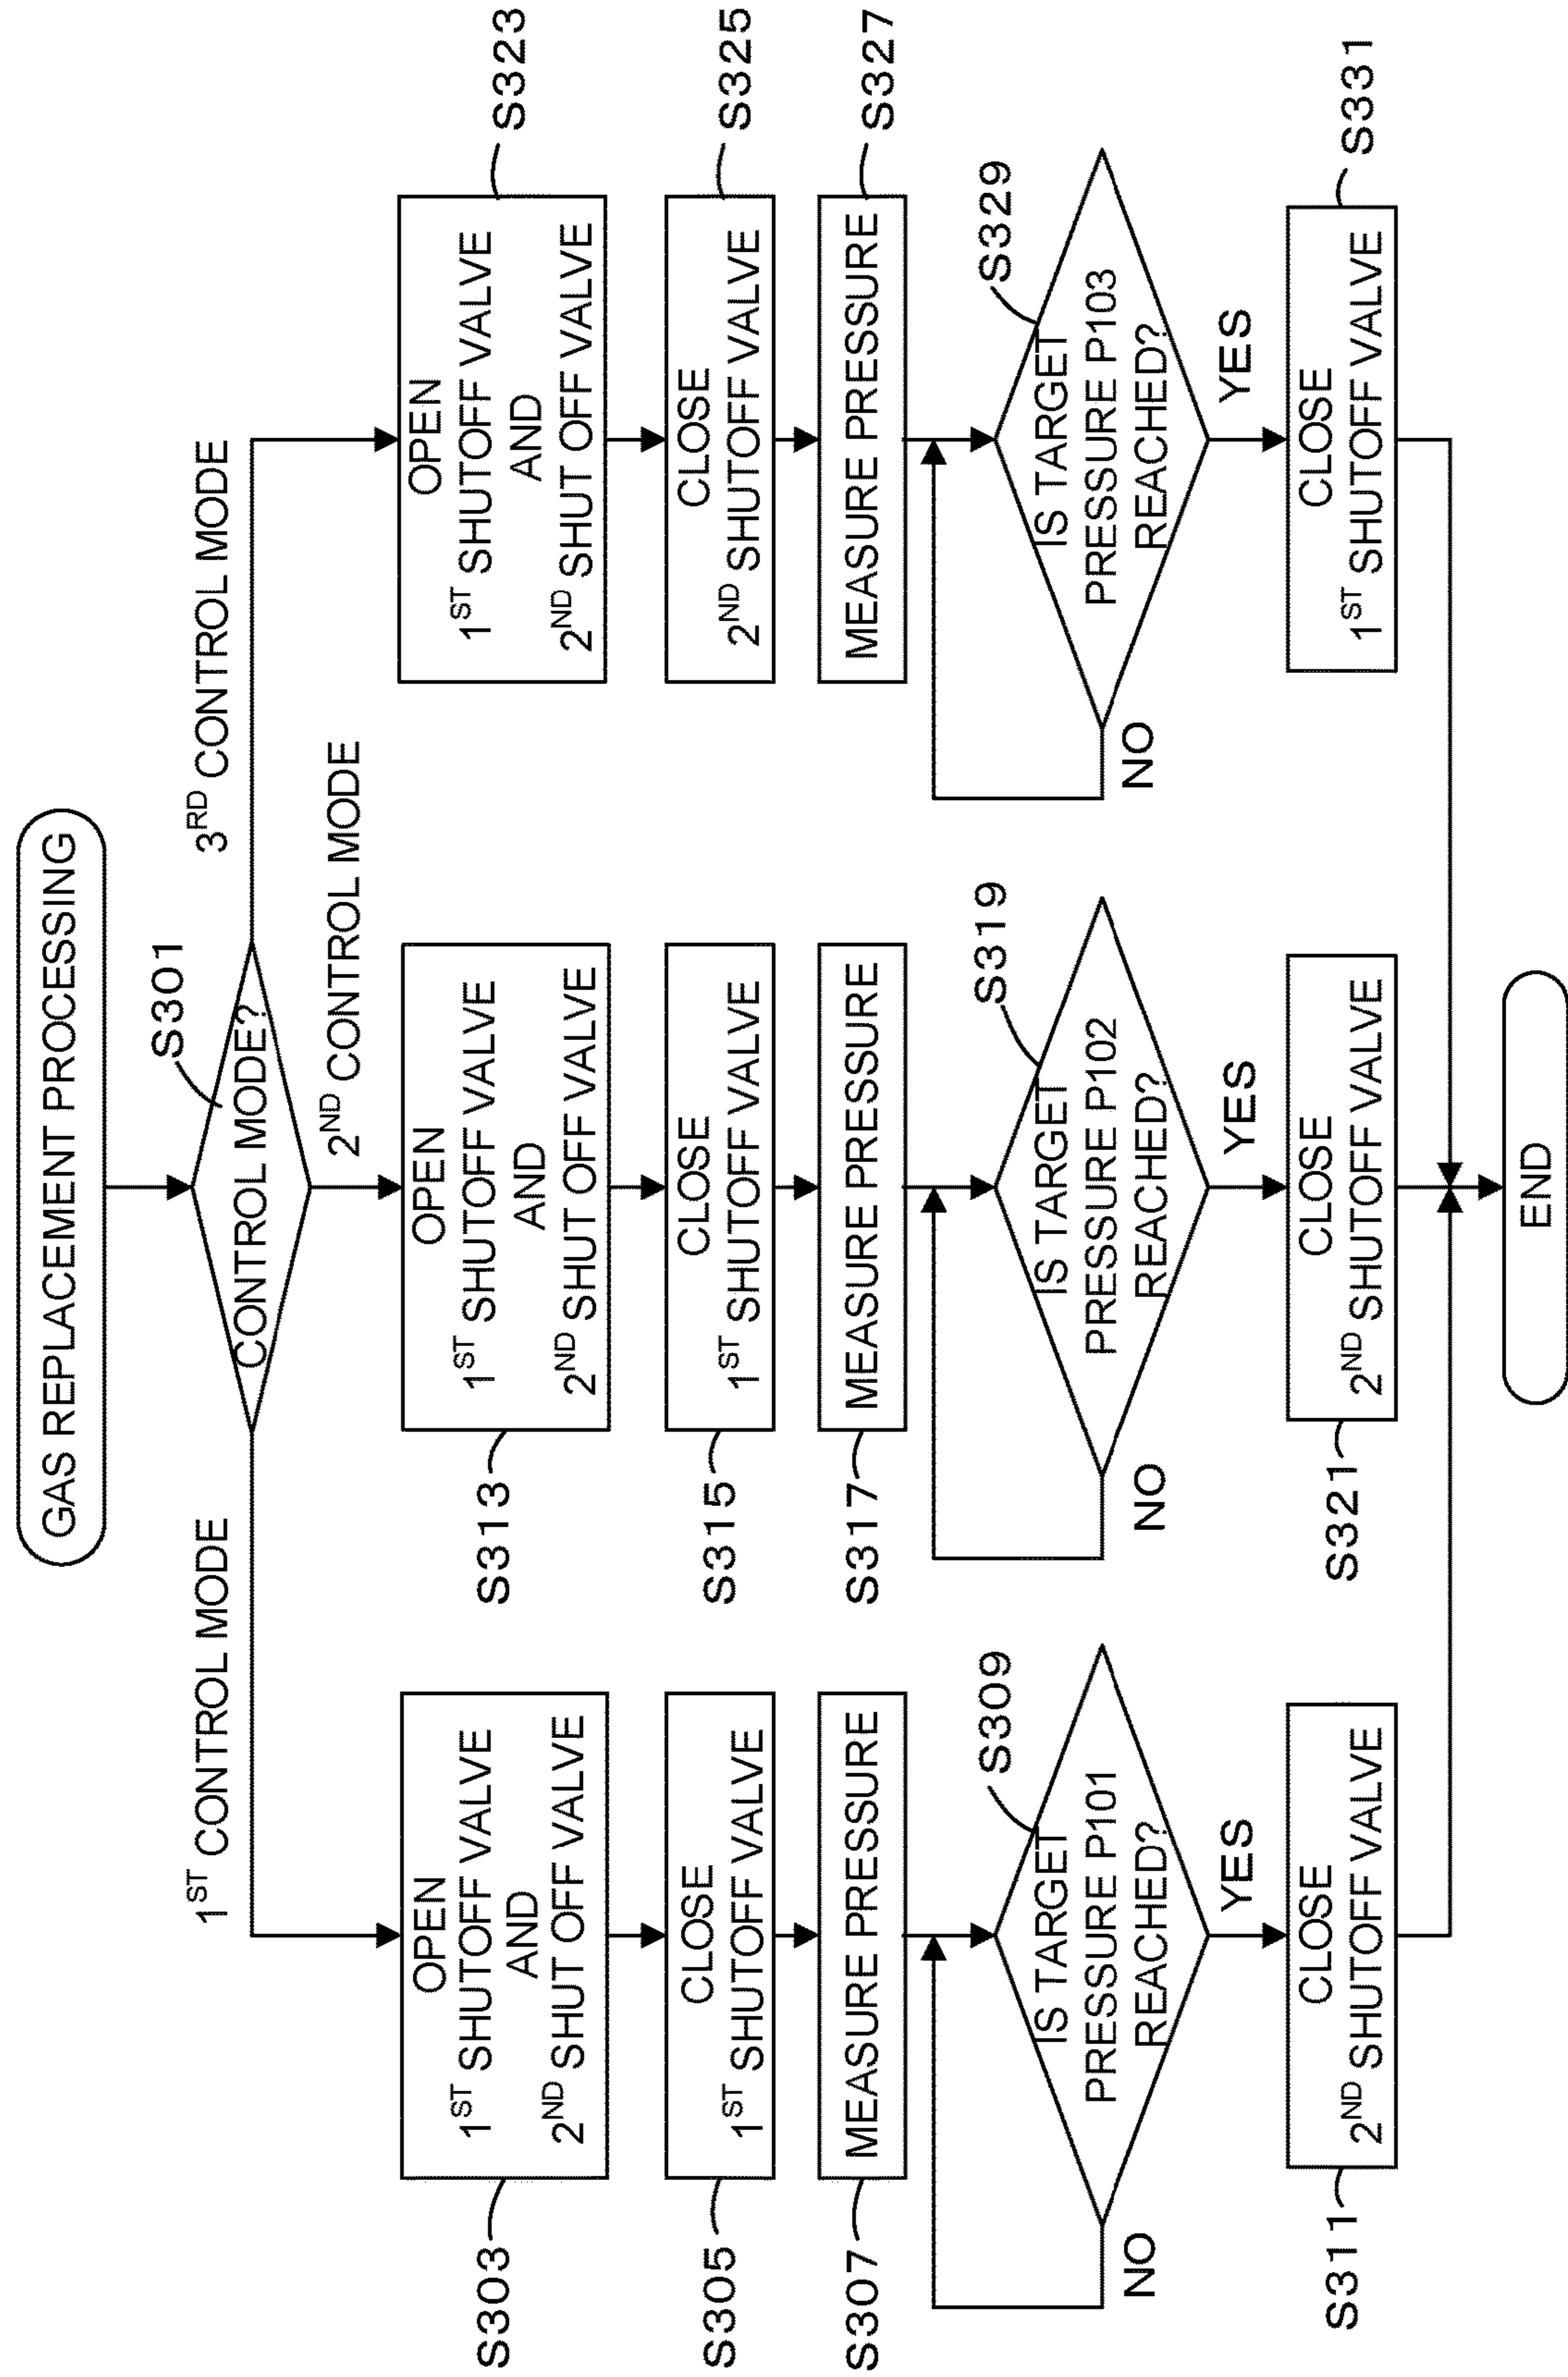 GAS REPLACEMENT PROCESSING
S301
CONTROL MODE?
1ST CONTROL MODE
2ND CONTROL MODE
3RD CONTROL MODE
S303
OPEN
1ST SHUTOFF VALVE
AND
2ND SHUT OFF VALVE
S305
CLOSE
1ST SHUTOFF VALVE
S307
MEASURE PRESSURE
S309
IS TARGET
PRESSURE P101
REACHED?
NO
YES
S311
CLOSE
2ND SHUTOFF VALVE
S313
OPEN
1ST SHUTOFF VALVE
AND
2ND SHUT OFF VALVE
S315
CLOSE
1ST SHUTOFF VALVE
S317
MEASURE PRESSURE
S319
IS TARGET
PRESSURE P102
REACHED?
NO
YES
S321
CLOSE
2ND SHUTOFF VALVE
S323
OPEN
1ST SHUTOFF VALVE
AND
2ND SHUT OFF VALVE
S325
CLOSE
2ND SHUTOFF VALVE
S327
MEASURE PRESSURE
S329
IS TARGET
PRESSURE P103
REACHED?
NO
YES
S331
CLOSE
1ST SHUTOFF VALVE
END